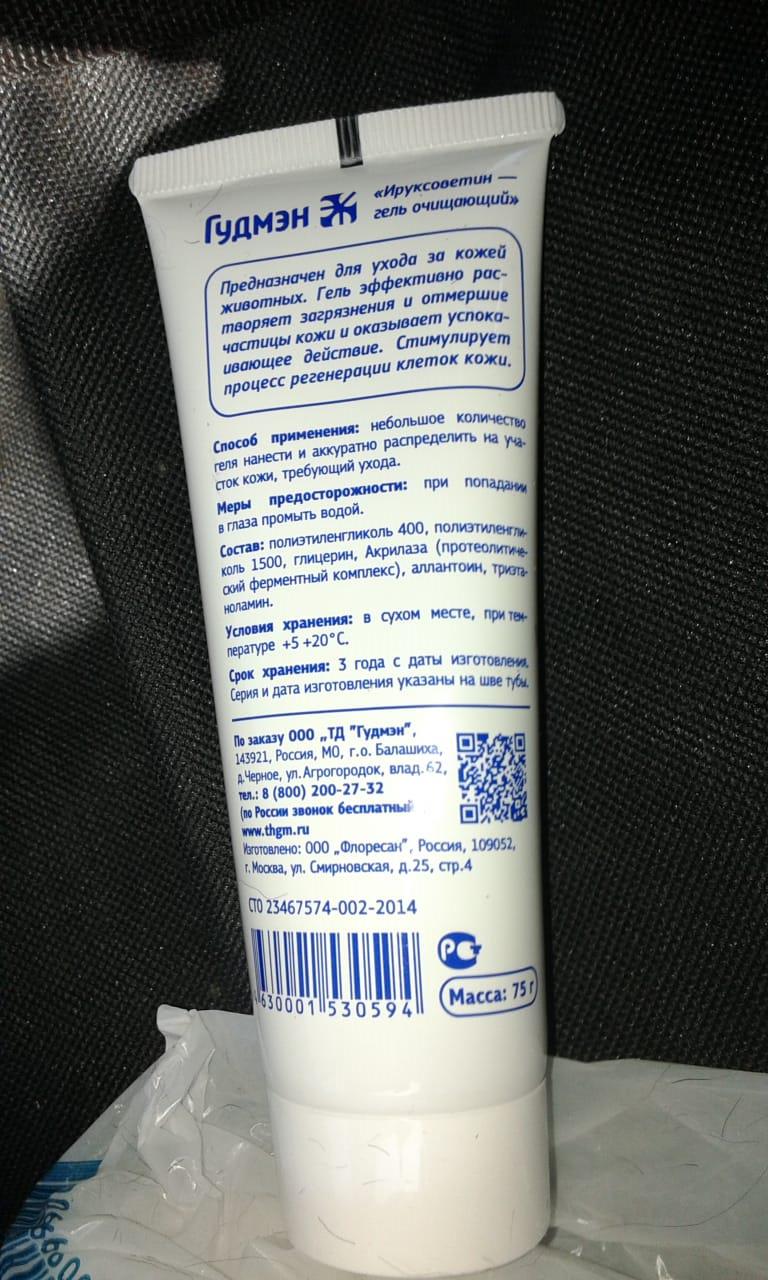 Гудмэн
«Ируксоветин —
гель очищающий»
Предназначен для ухода за кожей
животных. Гель эффективно рас-
творяет загрязнения и отмершие
частицы кожи и оказывает успока-
ивающее действие. Стимулирует
процесс регенерации клеток кожи.
Способ применения: небольшое количество
геля нанести и аккуратно распределить на уча-
сток кожи, требующий ухода.
Меры предосторожности: при попадании
в глаза промыть водой.
Состав: полиэтиленгликоль 400, полиэтиленгли-
коль 1500, глицерин, Акрилаза (протеолитиче-
ский ферментный комплекс), аллантоин, триэта-
ноламин.
Условия хранения: в сухом месте, при тем-
пературе +5 +20°С.
Срок хранения: 3 года с даты изготовления.
Серия и дата изготовления указаны на шве тубы.
По заказу ООО „ТД "Гудмэн",
143921, Россия, МО, г.о. Балашиха,
д.Черное, ул.Агрогородок, влад.62,
тел.: 8 (800) 200-27-32
(по России звонок бесплатный
www.thgm.ru
Изготовлено: ООО „Флоресан", Россия, 109052,
г. Москва, ул. Смирновская, д.25, стр.4
СТО 23467574-002-2014
4 630001 530594
РСТ
Масса: 75 г